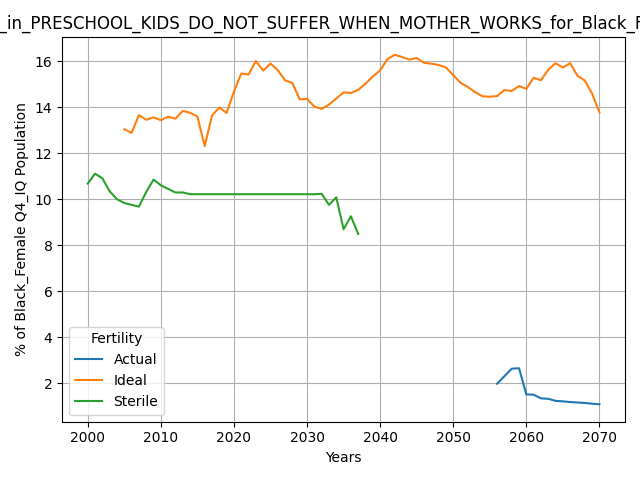 _in_PRESCHOOL_KIDS_DO_NOT_SUFFER_WHEN_MOTHER_WORKS_for_Black_F
% of Black_Female Q4_IQ Population
16
14
12
10
8
6
4
2
Fertility
Actual
Ideal
Sterile
2000 2010 2020 2030 2040 2050 2060 2070
Years